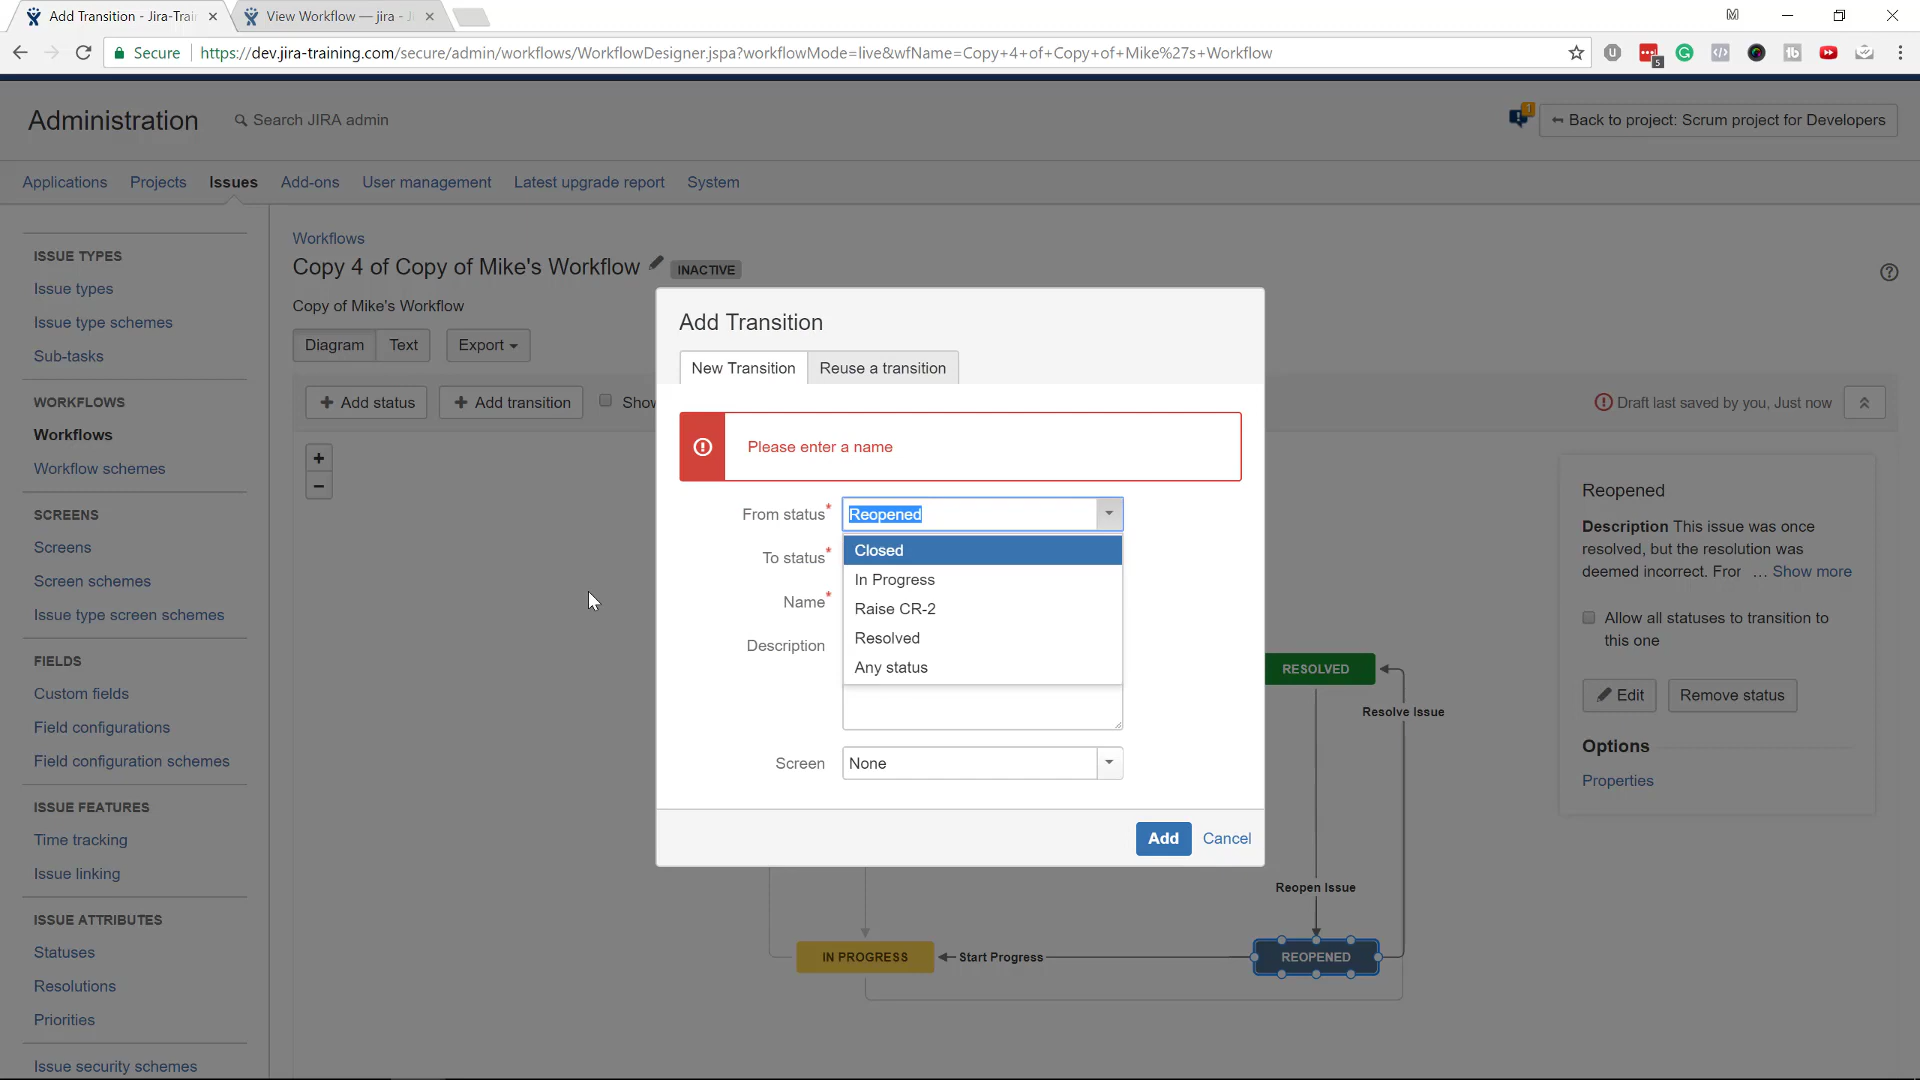 Add Transition - Jira-Trai
View Workflow — jira - J
Secure
https://dev.jira-training.com/secure/admin/workflows/WorkflowDesigner.jspa?workflowMode=live&wfName=Copy+4+of+Copy+of+Mike%27s+Workflow
5
Administration
Search JIRA admin
1
Back to project: Scrum project for Developers
Applications
Projects
Issues
Add-ons
User management
Latest upgrade report
System
ISSUE TYPES
Issue types
Issue type schemes
Sub-tasks
WORKFLOWS
Workflows
Workflow schemes
SCREENS
Screens
Screen schemes
Issue type screen schemes
FIELDS
Custom fields
Field configurations
Field configuration schemes
ISSUE FEATURES
Time tracking
Issue linking
ISSUE ATTRIBUTES
Statuses
Resolutions
Priorities
Issue security schemes
Workflows
Copy 4 of Copy of Mike's Workflow
INACTIVE
Copy of Mike's Workflow
Diagram
Text
Export
+ Add status
+ Add transition
Show
Draft last saved by you, Just now
+
−
Add Transition
New Transition
Reuse a transition
Please enter a name
From status*
Reopened
Closed
In Progress
Raise CR-2
Resolved
Any status
To status*
Name*
Description
Screen
None
Add
Cancel
RESOLVED
Resolve Issue
Reopen Issue
IN PROGRESS
Start Progress
REOPENED
Reopened
Description This issue was once
resolved, but the resolution was
deemed incorrect. Fror ... Show more
Allow all statuses to transition to
this one
Edit
Remove status
Options
Properties